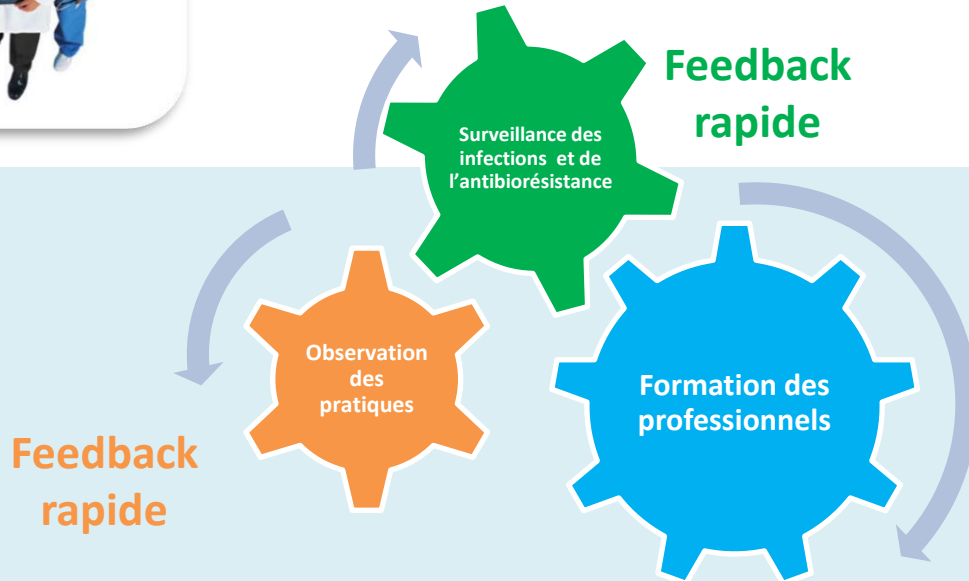 Feedback
rapide
Surveillance des
infections et de
l’antibiorésistance
Observation
des
pratiques
Formation des
professionnels
Feedback
rapide